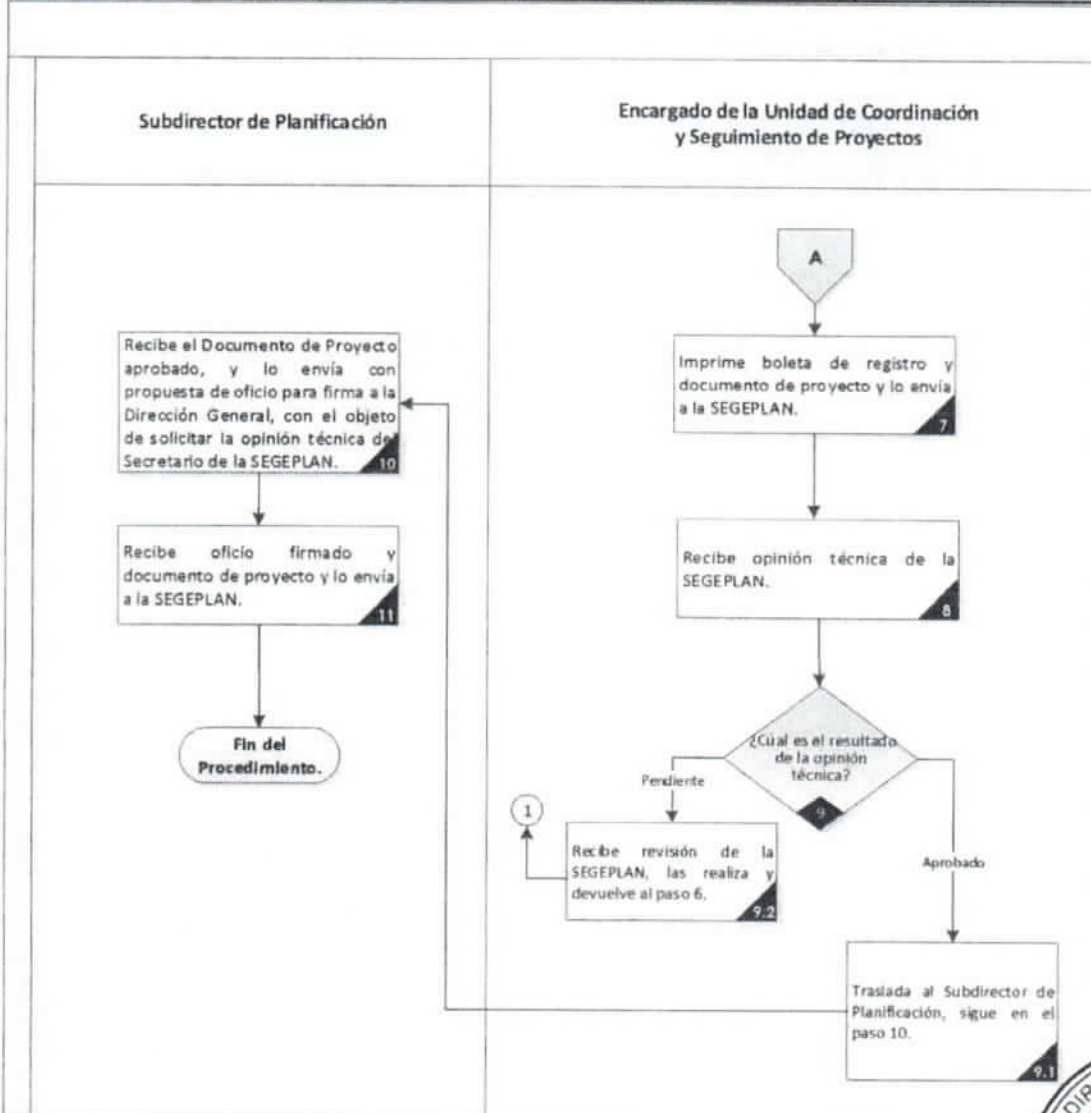 Subdirector de Planificación
Encargado de la Unidad de Coordinación
y Seguimiento de Proyectos
A
Imprime boleta de registro y
documento de proyecto y lo envía
a la SEGEPLAN.
7
Recibe opinión técnica de la
SEGEPLAN.
8
¿Cuál es el resultado
de la opinión
técnica?
9
Pendiente
1
Recibe revisión de la
SEGEPLAN, las realiza y
devuelve al paso 6.
9.2
Aprobado
Traslada al Subdirector de
Planificación, sigue en el
paso 10.
9.1
Recibe el Documento de Proyecto
aprobado, y lo envía con
propuesta de oficio para firma a la
Dirección General, con el objeto
de solicitar la opinión técnica del
Secretario de la SEGEPLAN.
10
Recibe oficio firmado y
documento de proyecto y lo envía
a la SEGEPLAN.
11
Fin del
Procedimiento.
DIR